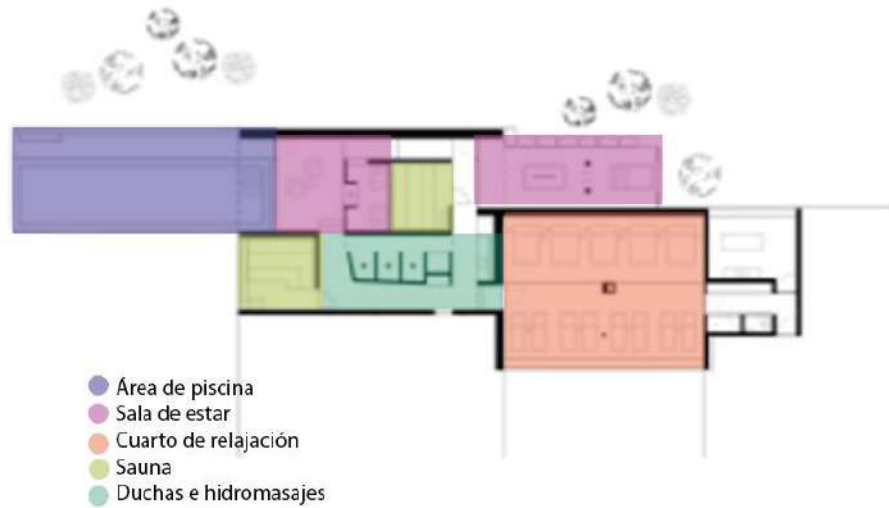 Área de piscina
Sala de estar
Cuarto de relajación
Sauna
Duchas e hidromasajes